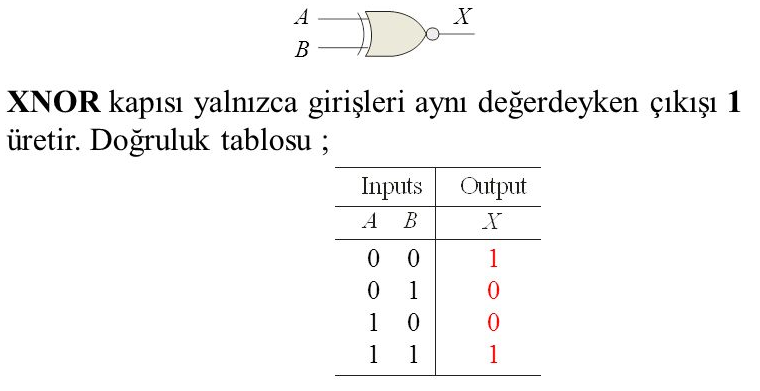 A X
B
XNOR kapısı yalnızca girişleri aynı değerdeyken çıkışı 1
üretir. Doğruluk tablosu ;
Inputs Output
A B X
0 0 1
0 1 0
1 0 0
1 1 1